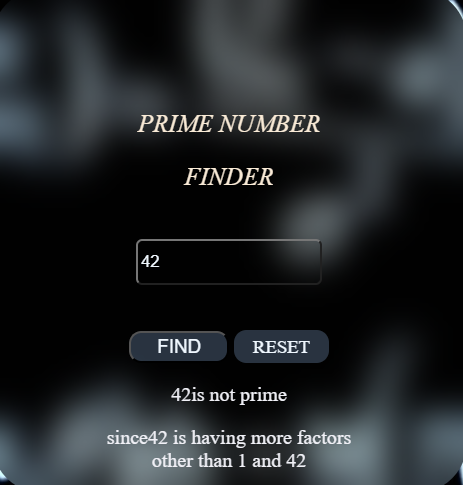 PRIME NUMBER
FINDER
42
FIND
RESET
42is not prime
since42 is having more factors
other than 1 and 42